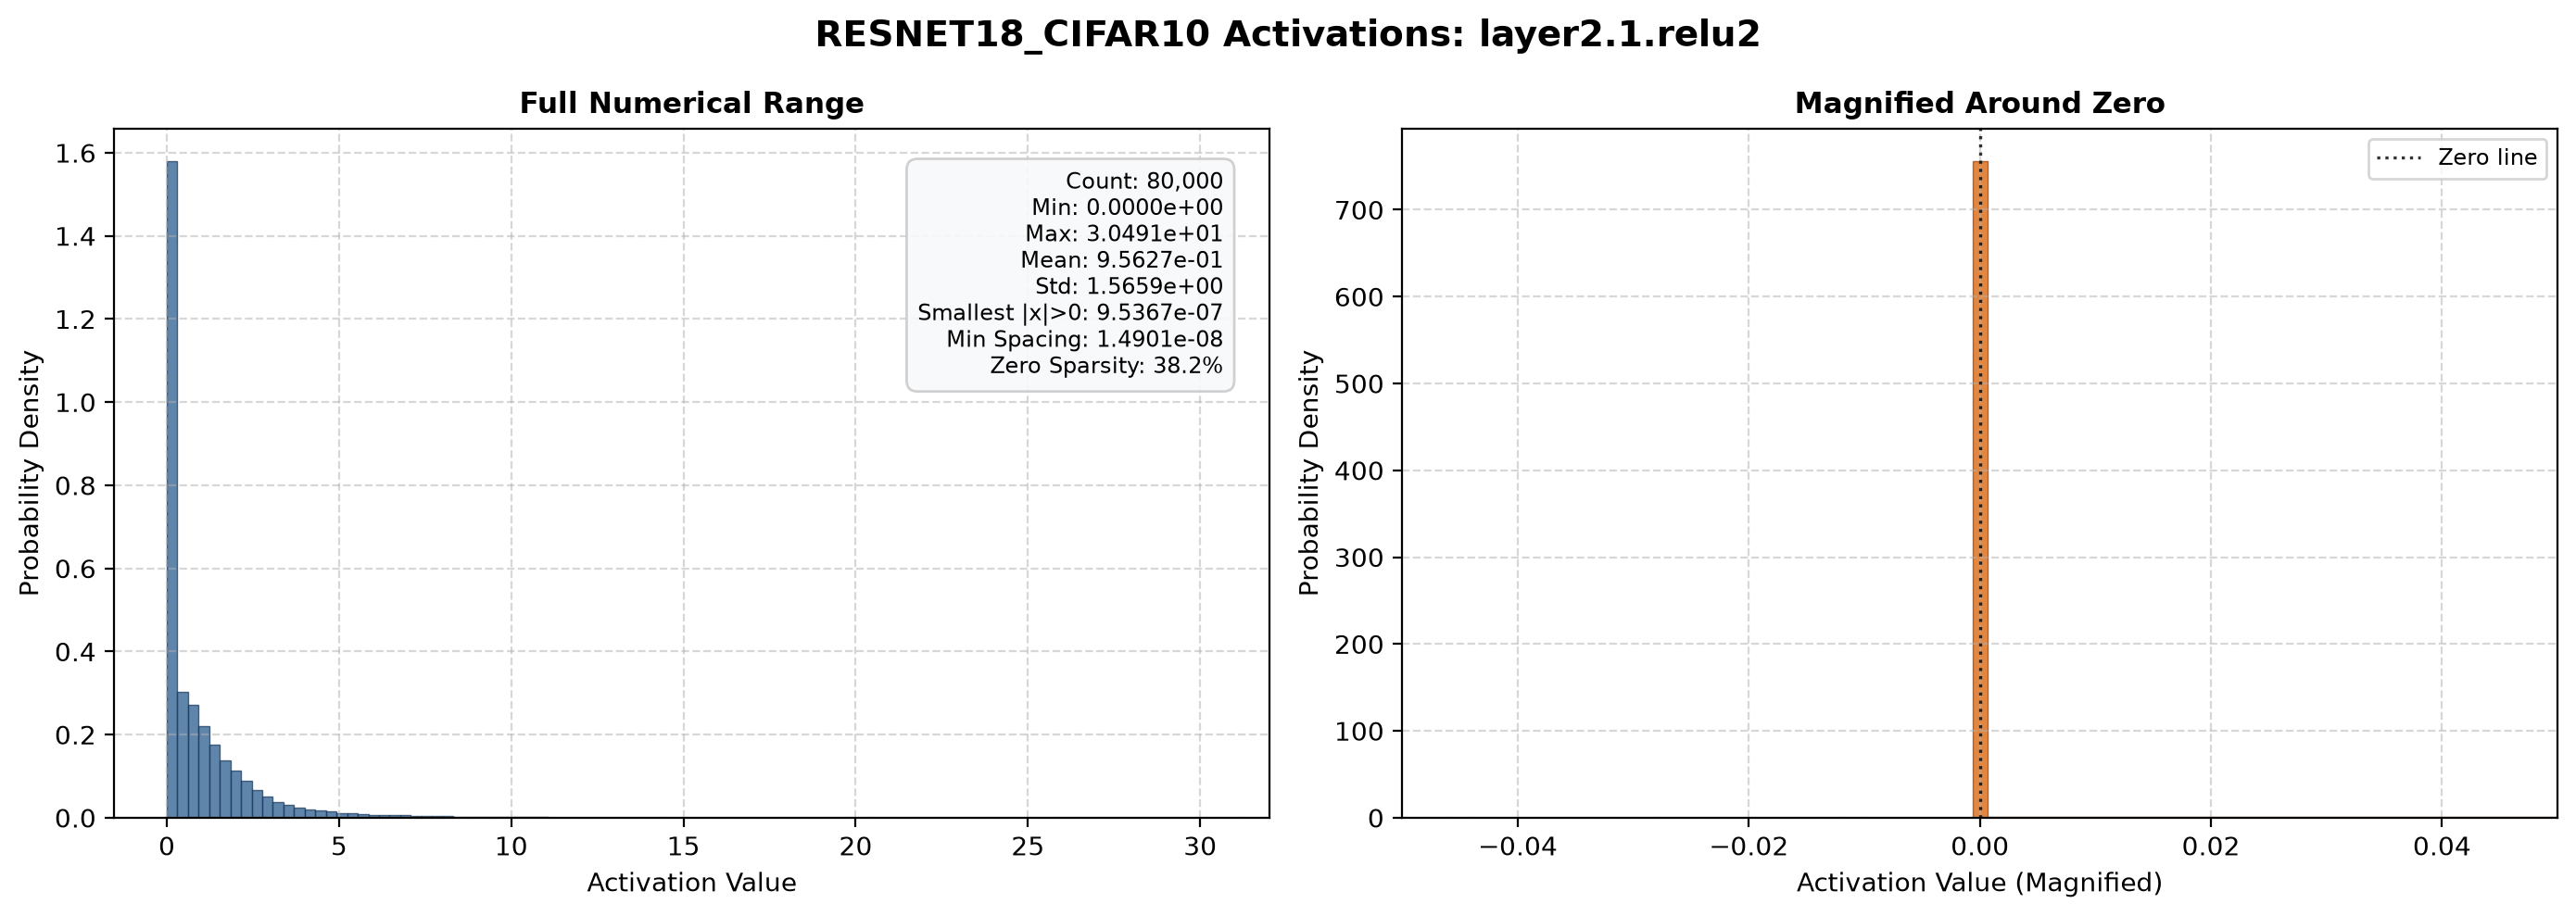 RESNET18_CIFAR10 Activations: layer2.1.relu2
Full Numerical Range
Probability Density
1.6
1.4
1.2
1.0
0.8
0.6
0.4
0.2
0.0
Count: 80,000
Min: 0.0000e+00
Max: 3.0491e+01
Mean: 9.5627e-01
Std: 1.5659e+00
Smallest |x|>0: 9.5367e-07
Min Spacing: 1.4901e-08
Zero Sparsity: 38.2%
0 5 10 15 20 25 30
Activation Value
Magnified Around Zero
Probability Density
700
600
500
400
300
200
100
0
Zero line
−0.04 −0.02 0.00 0.02 0.04
Activation Value (Magnified)